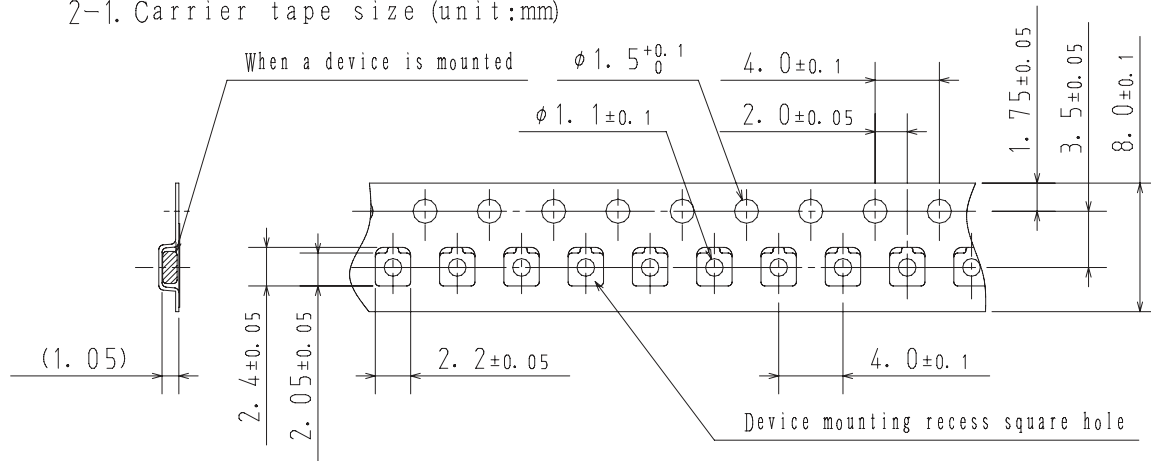 2-1. Carrier tape size (unit:mm)
When a device is mounted
φ1. 5+0. 1 0
4. 0±0. 1
φ1. 1±0. 1
2. 0±0. 05
1. 75±0. 05
3. 5±0. 05
8. 0±0. 1
(1. 05)
2. 4±0. 05
2. 05±0. 05
2. 2±0. 05
4. 0±0. 1
Device mounting recess square hole